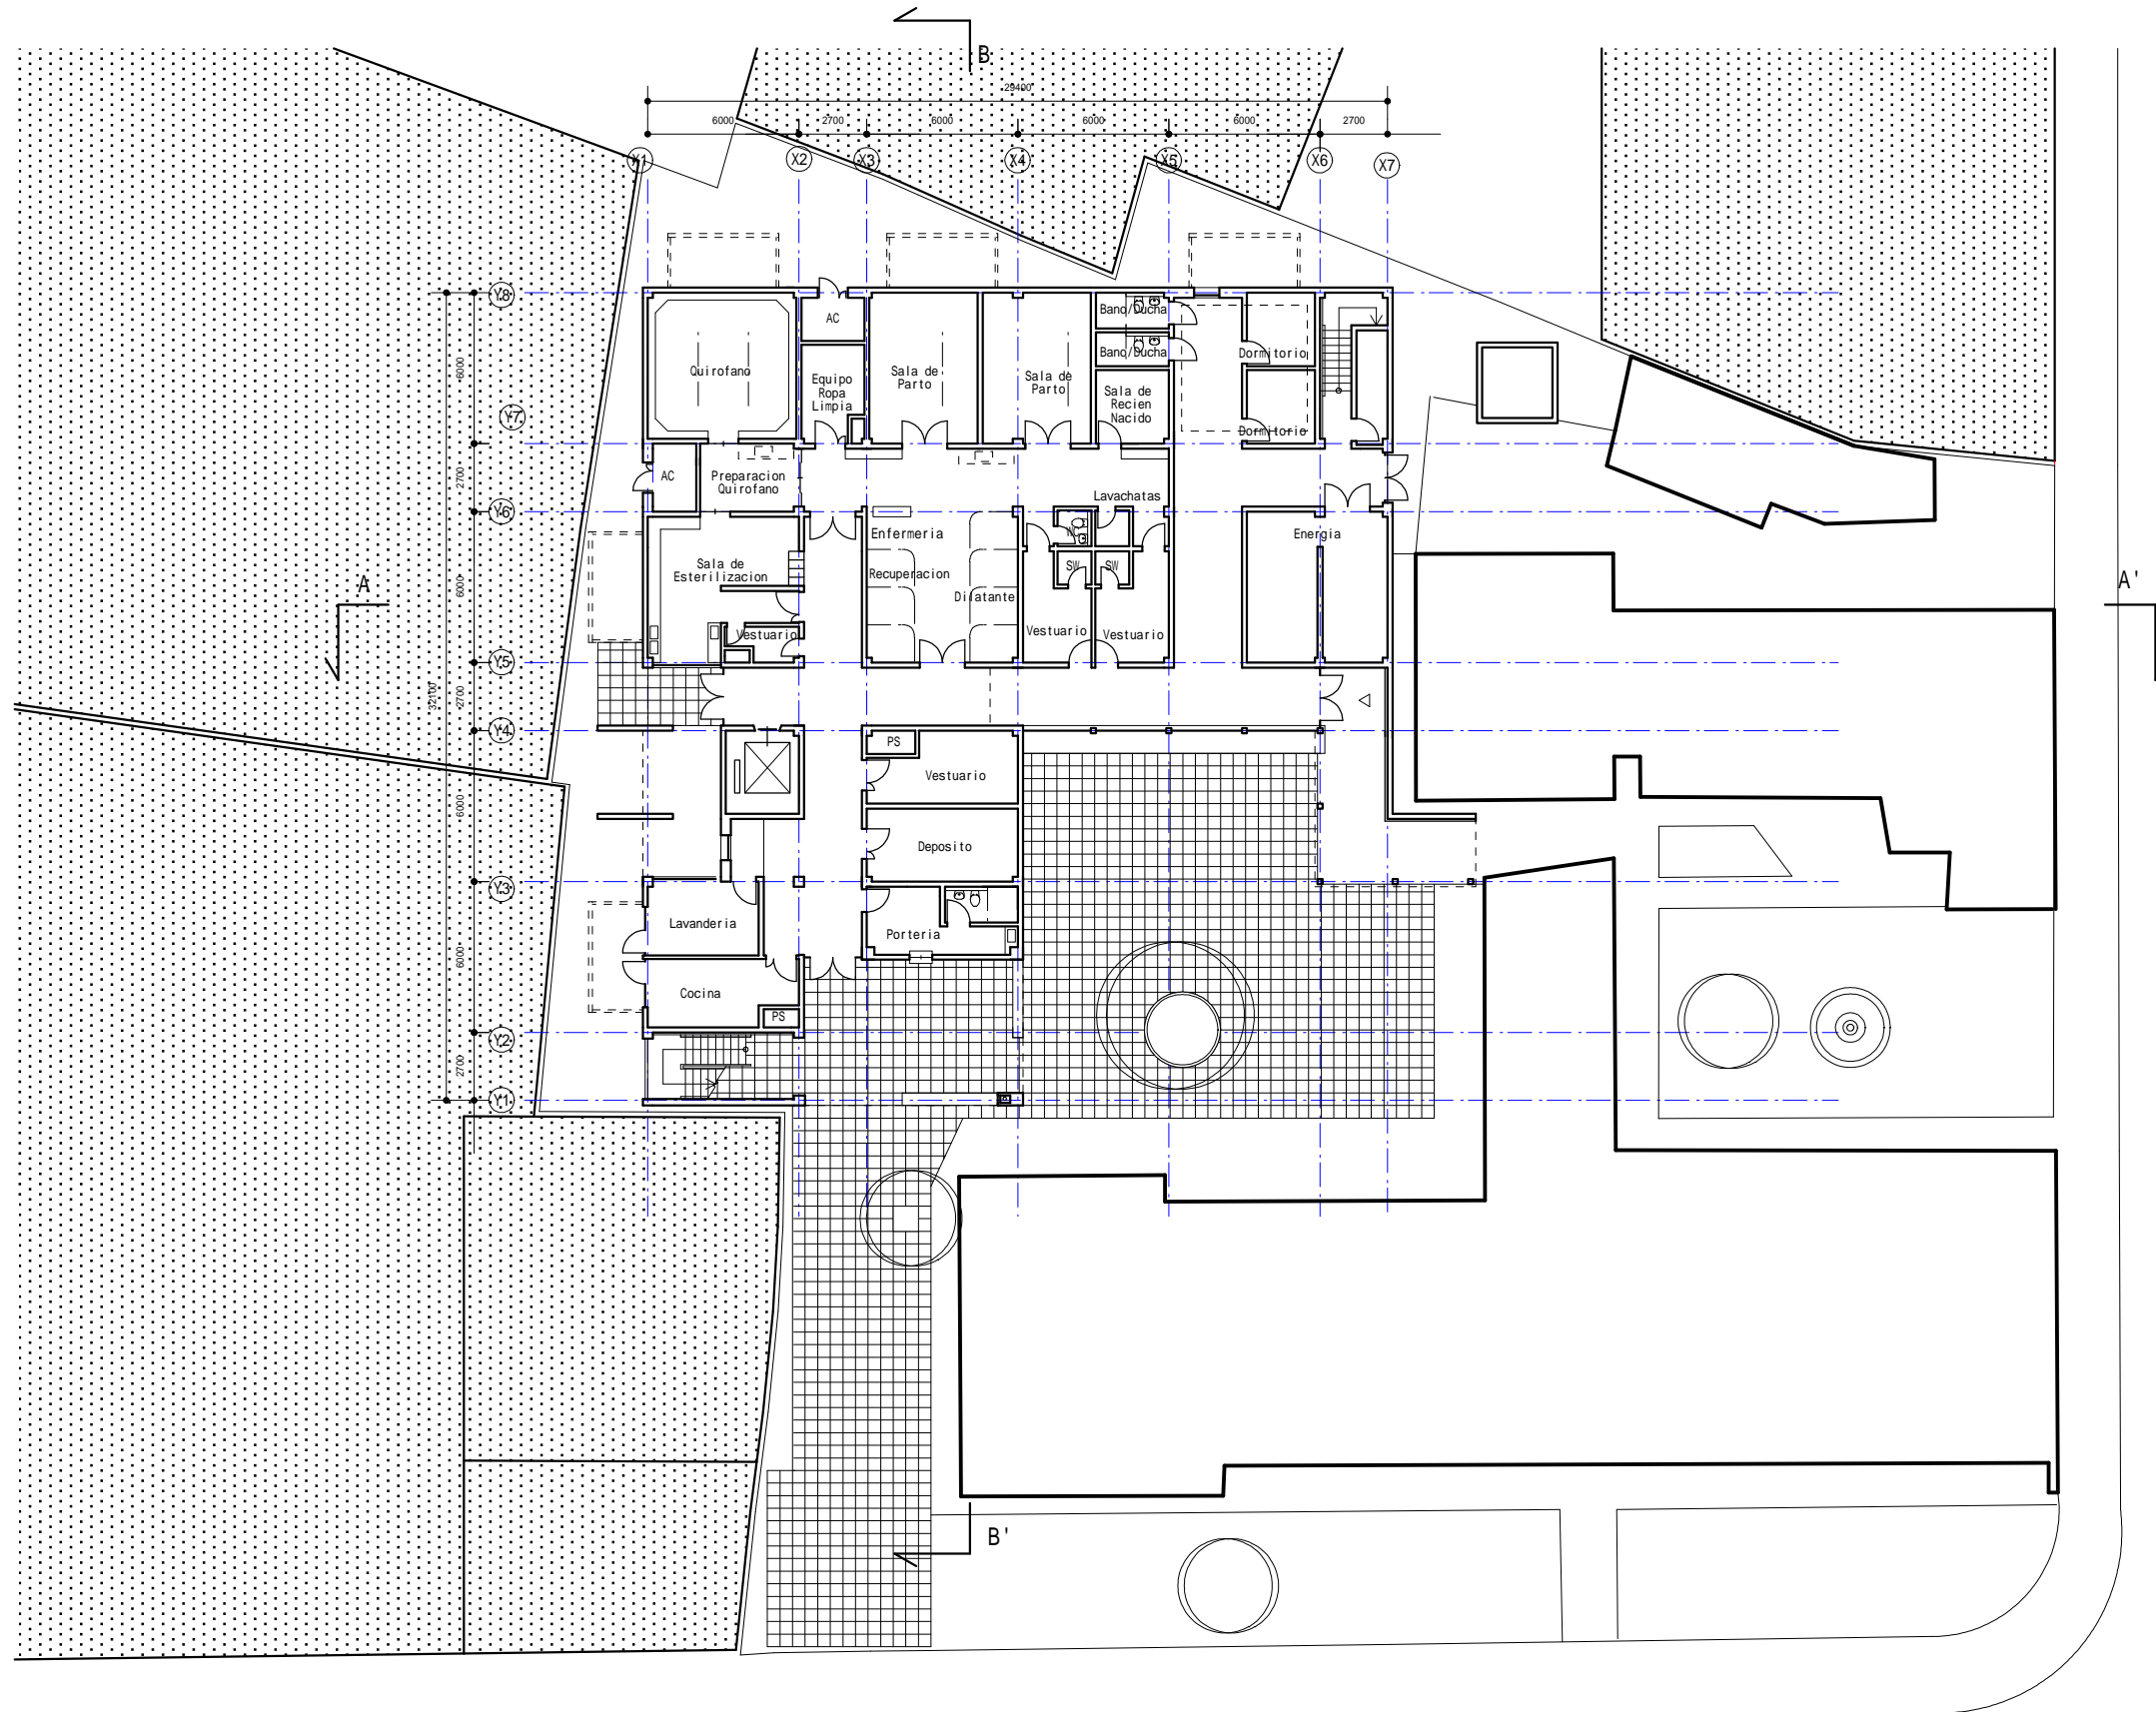 B
29400
6000 2700 6000 6000 6000 2700
X1 X2 X3 X4 X5 X6 X7
Y8
6000
Y7
2700
Y6
6000
Y5
2700
Y4
6000
Y3
6000
Y2
2700
Y1
32100
A
A'
Quirofano
AC
Equipo
Ropa
Limpia
Sala de
Parto
Sala de
Parto
Banq/Ducha
Banq/Ducha
Sala de
Recien
Nacido
Dormitorio
Dormitorio
AC
Preparacion
Quirofano
Lavachatas
Enfermeria
WC
Energia
Sala de
Esterilizacion
Recuperacion
Dilatante
SW
SW
Vestuario
Vestuario
Vestuario
PS
Vestuario
Deposito
Lavanderia
Porteria
Cocina
PS
B'